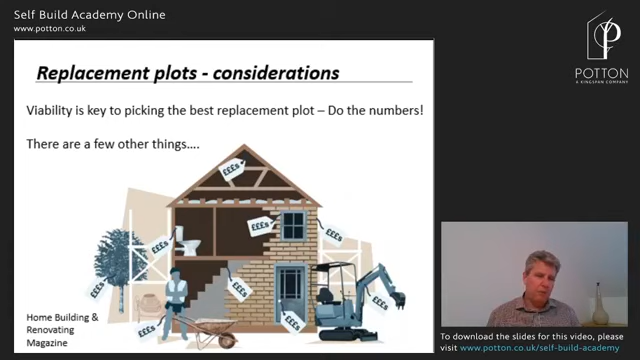 Self Build Academy Online
www.potton.co.uk
Replacement plots - considerations
Viability is key to picking the best replacement plot – Do the numbers!
There are a few other things....
£££s
£££s
£££s
£££s
£££s
£££s
£££s
£££s
£££s
Home Building &
Renovating
Magazine
POTTON
A KINGSPAN COMPANY
To download the slides for this video, please
visit www.potton.co.uk/self-build-academy